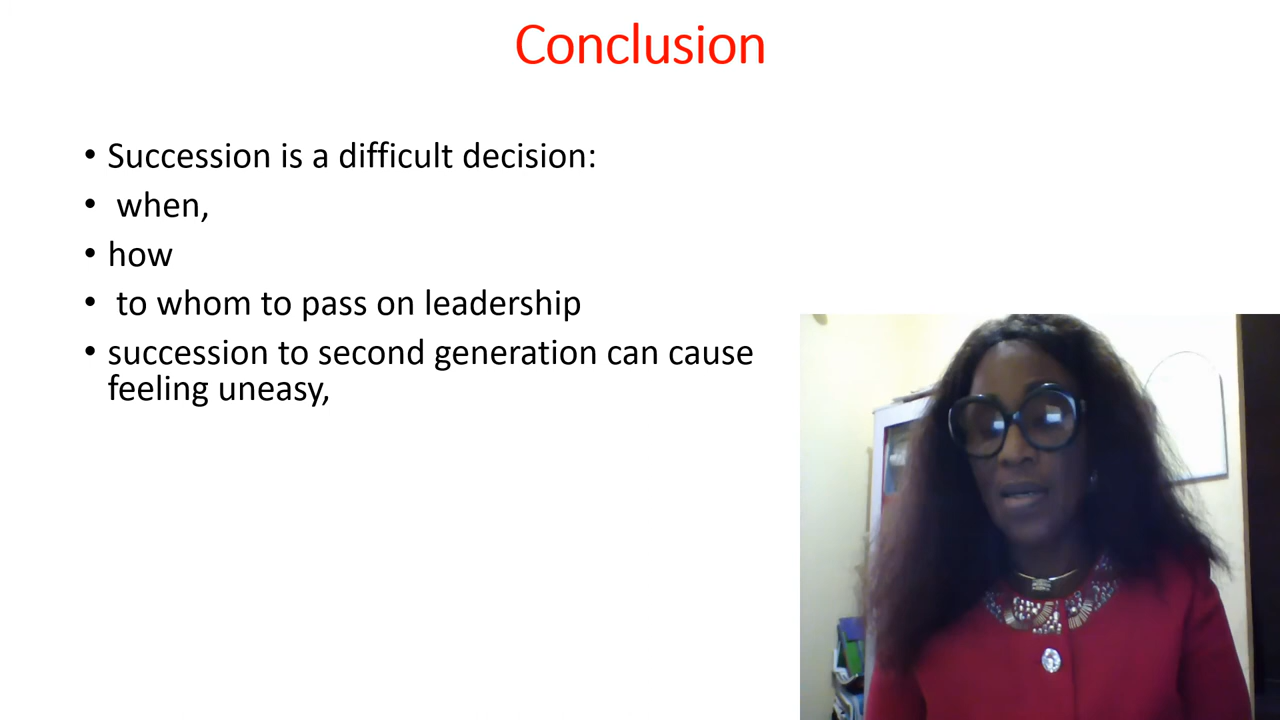 Conclusion
• Succession is a difficult decision:
• when,
• how
• to whom to pass on leadership
• succession to second generation can cause
feeling uneasy,